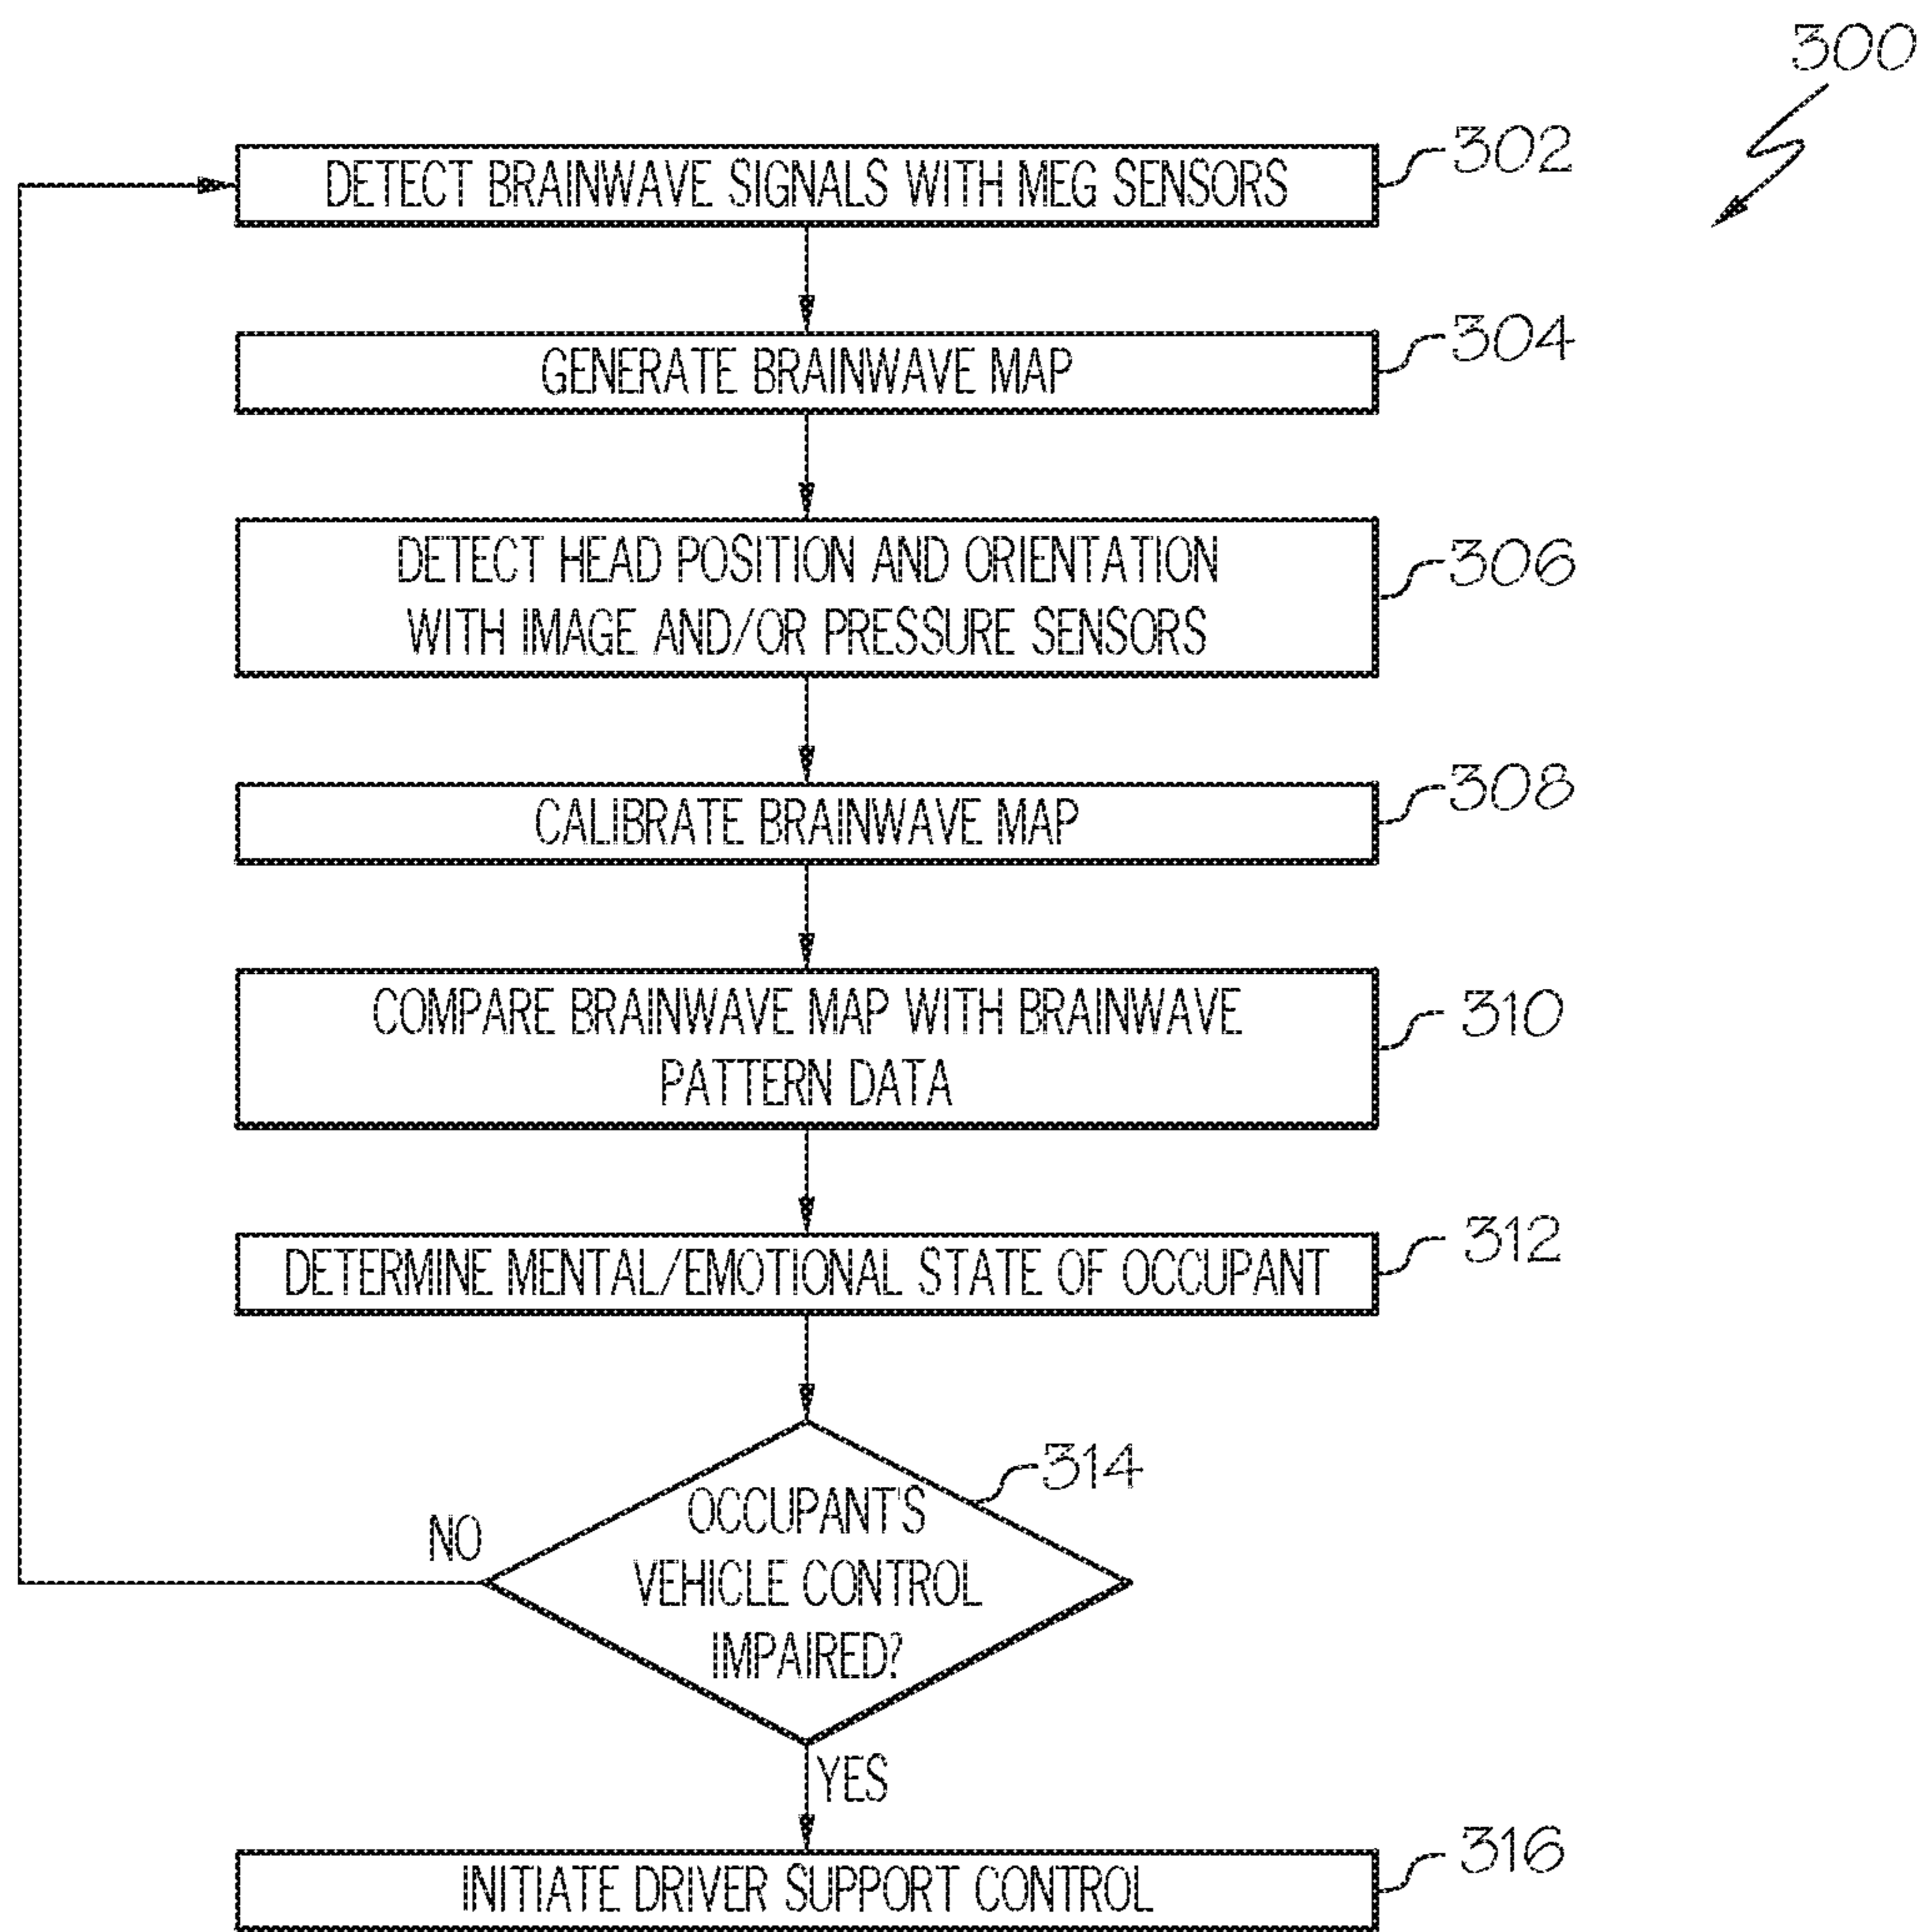 300
DETECT BRAINWAVE SIGNALS WITH MEG SENSORS
302
GENERATE BRAINWAVE MAP
304
DETECT HEAD POSITION AND ORIENTATION
WITH IMAGE AND/OR PRESSURE SENSORS
306
CALIBRATE BRAINWAVE MAP
308
COMPARE BRAINWAVE MAP WITH BRAINWAVE
PATTERN DATA
310
DETERMINE MENTAL/EMOTIONAL STATE OF OCCUPANT
312
314
OCCUPANT'S
VEHICLE CONTROL
IMPAIRED?
NO
YES
INITIATE DRIVER SUPPORT CONTROL
316